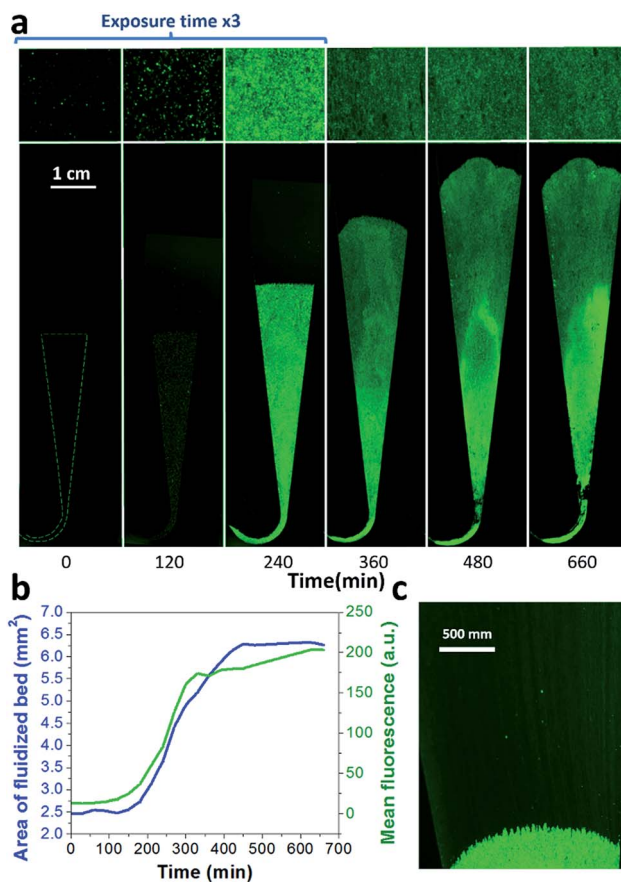 a
Exposure time x3
1 cm
0 120 240 360 480 660
Time(min)
b
c
7.0
6.5
6.0
5.5
5.0
4.5
4.0
3.5
3.0
2.5
2.0
Area of fluidized bed (mm²)
250
200
150
100
50
0
Mean fluorescence (a.u.)
0 100 200 300 400 500 600 700
Time (min)
500 mm